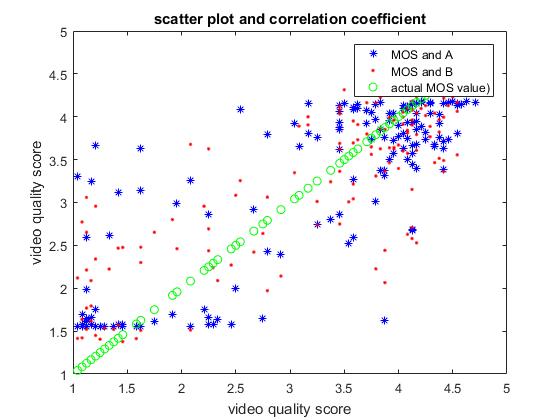 scatter plot and correlation coefficient
5
4.5
4
3.5
3
2.5
2
1.5
1
video quality score
MOS and A
MOS and B
actual MOS value)
1 1.5 2 2.5 3 3.5 4 4.5 5
video quality score